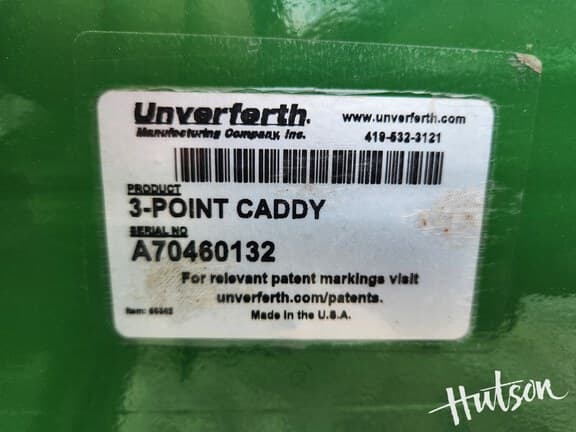 Unverferth.
www.unverferth.com
Manufacturing Company, Inc.
419-532-3121
PRODUCT
3-POINT CADDY
SERIAL NO
A70460132
For relevant patent markings visit
unverferth.com/patents.
Item:
Made in the U.S.A.
Hutson